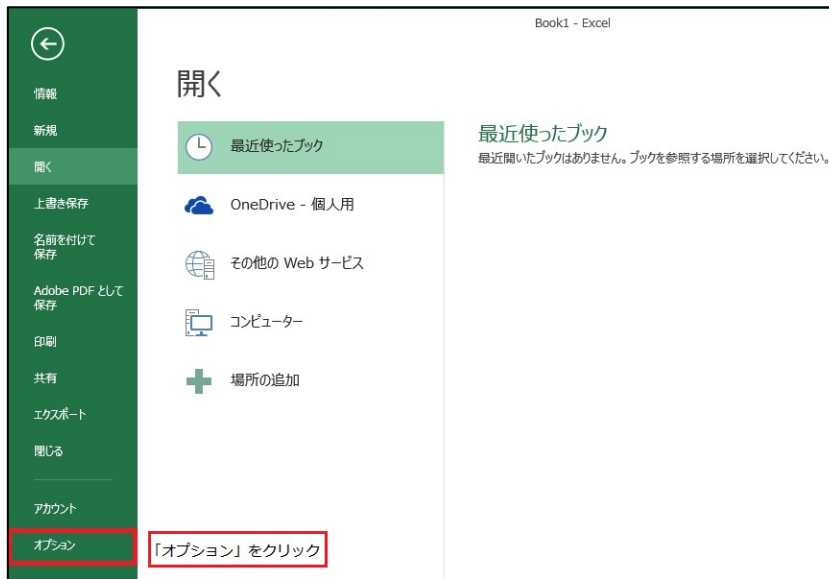 Book1 - Excel
情報
新規
開く
上書き保存
名前を付けて
保存
Adobe PDF として
保存
印刷
共有
エクスポート
閉じる
アカウント
オプション
開く
最近使ったブック
OneDrive - 個人用
その他の Web サービス
コンピューター
場所の追加
最近使ったブック
最近開いたブックはありません。ブックを参照する場所を選択してください。
「オプション」をクリック